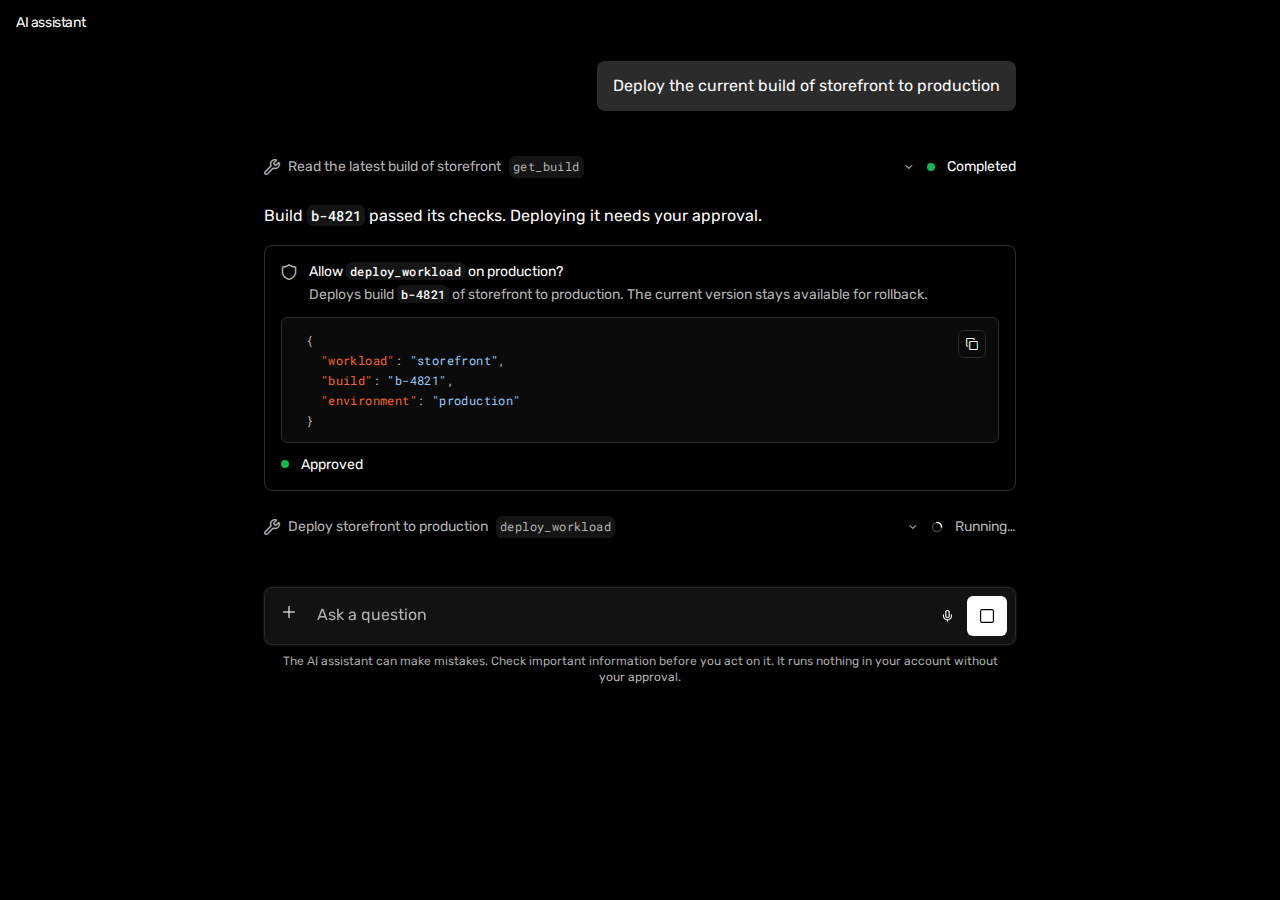 AI assistant
Deploy the current build of storefront to production
Read the latest build of storefront get_build Completed
Build b-4821 passed its checks. Deploying it needs your approval.
Allow deploy_workload on production?
Deploys build b-4821 of storefront to production. The current version stays available for rollback.
{
"workload": "storefront",
"build": "b-4821",
"environment": "production"
}
Approved
Deploy storefront to production deploy_workload Running…
Ask a question
The AI assistant can make mistakes. Check important information before you act on it. It runs nothing in your account without
your approval.